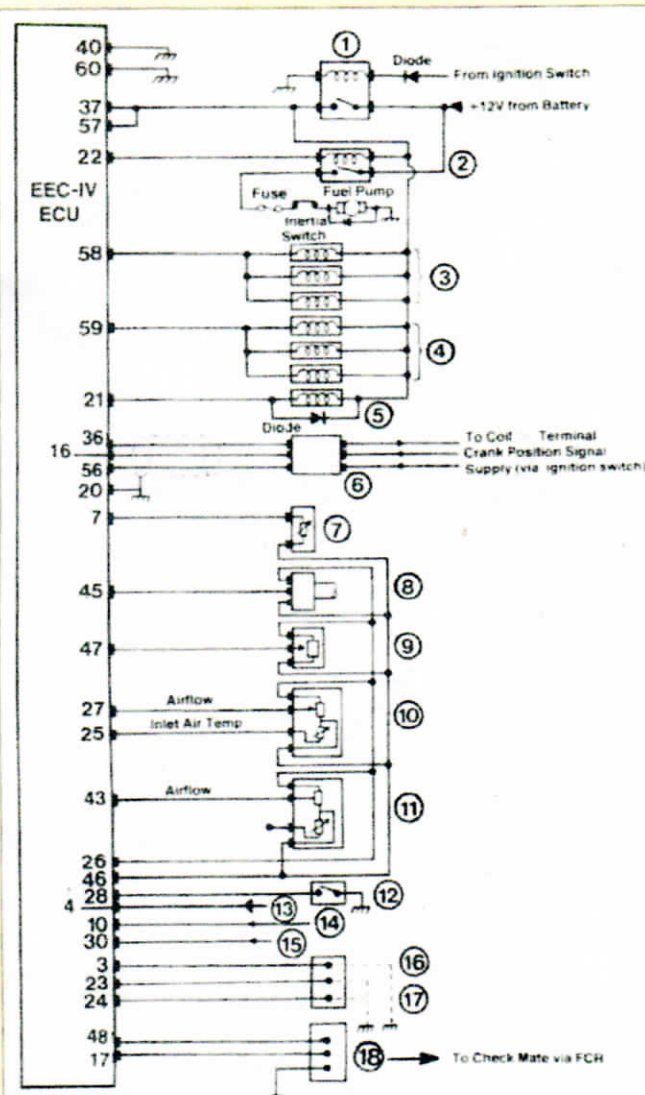 40
①
Diode
60
From Ignition Switch
37
+12V from Battery
57
22
②
EEC-IV
ECU
Fuse
Fuel Pump
Inertia
Switch
58
③
59
④
21
⑤
Diode
36
To Coil - Terminal
16
Crank Position Signal
56
Supply (via ignition switch)
⑥
20
7
⑦
45
⑧
47
⑨
Airflow
27
⑩
Inlet Air Temp
25
Airflow
43
⑪
26
46
28
⑫
4
⑬
10
⑭
30
⑮
3
⑯
23
24
⑰
48
17
⑱
To Check Mate via FCR